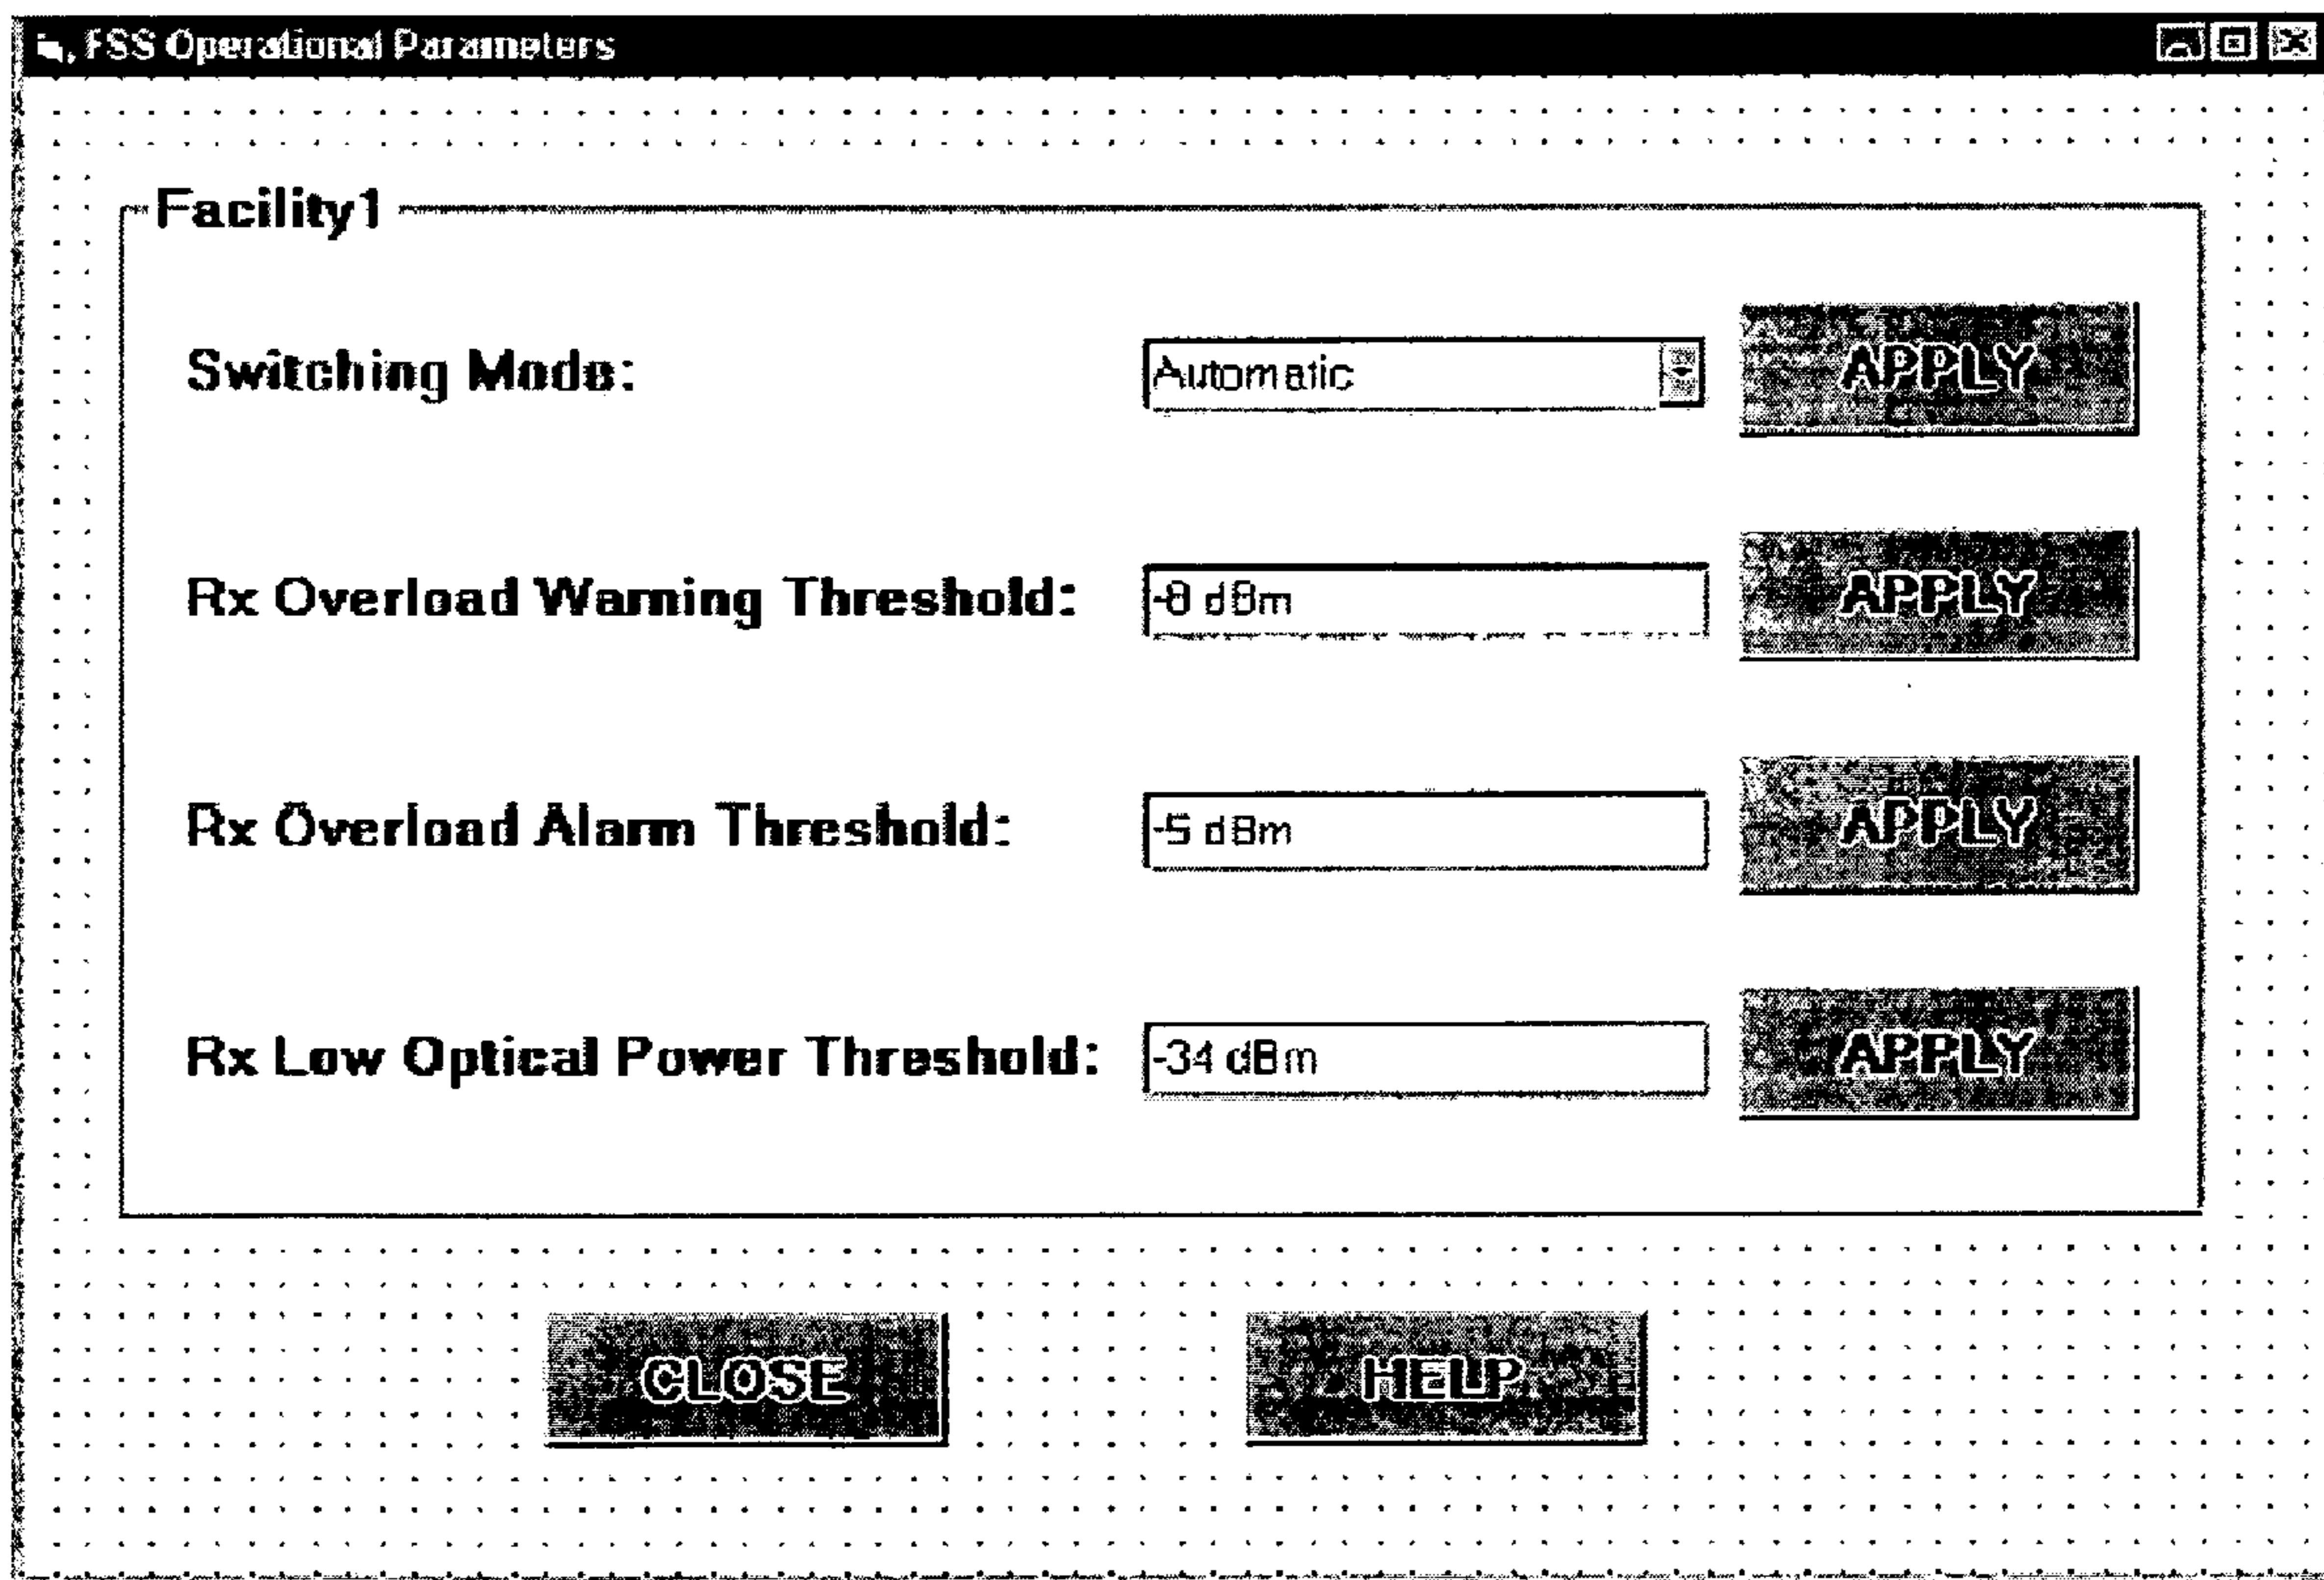 FSS Operational Parameters
Facility1
Switching Mode:
Automatic
APPLY
Rx Overload Warning Threshold:
-8 dBm
APPLY
Rx Overload Alarm Threshold:
-5 dBm
APPLY
Rx Low Optical Power Threshold:
-34 dBm
APPLY
CLOSE
HELP